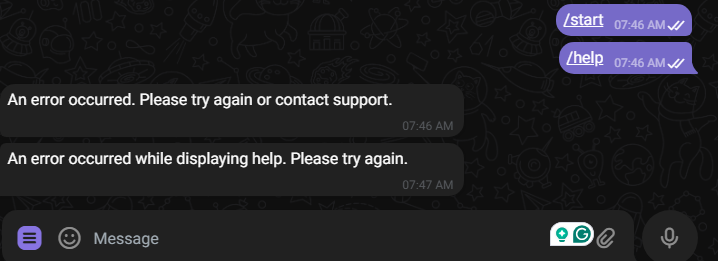 /start 07:46 AM
/help 07:46 AM
An error occurred. Please try again or contact support.
07:46 AM
An error occurred while displaying help. Please try again.
07:47 AM
Message